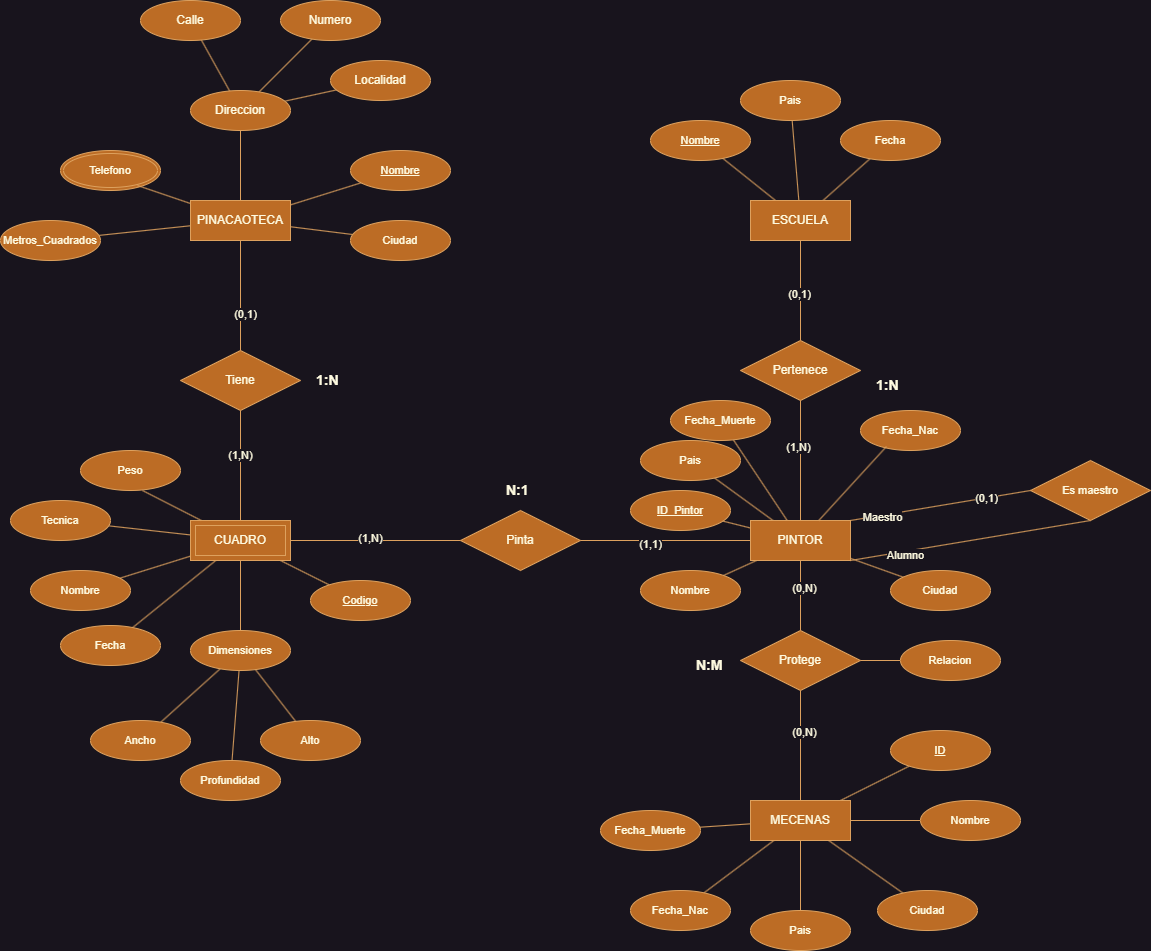 Calle
Numero
Localidad
Direccion
Telefono
Nombre
PINACAOTECA
Metros_Cuadrados
Ciudad
(0,1)
Tiene
1:N
(1,N)
Peso
Tecnica
CUADRO
Nombre
Codigo
Fecha
Dimensiones
Ancho
Alto
Profundidad
(1,N)
N:1
Pinta
(1,1)
Pais
Nombre
Fecha
ESCUELA
(0,1)
Pertenece
1:N
Fecha_Muerte
Fecha_Nac
(1,N)
Pais
ID_Pintor
Es maestro
(0,1)
Maestro
PINTOR
Alumno
Nombre
(0,N)
Ciudad
N:M
Protege
Relacion
(0,N)
ID
MECENAS
Nombre
Fecha_Muerte
Fecha_Nac
Ciudad
Pais